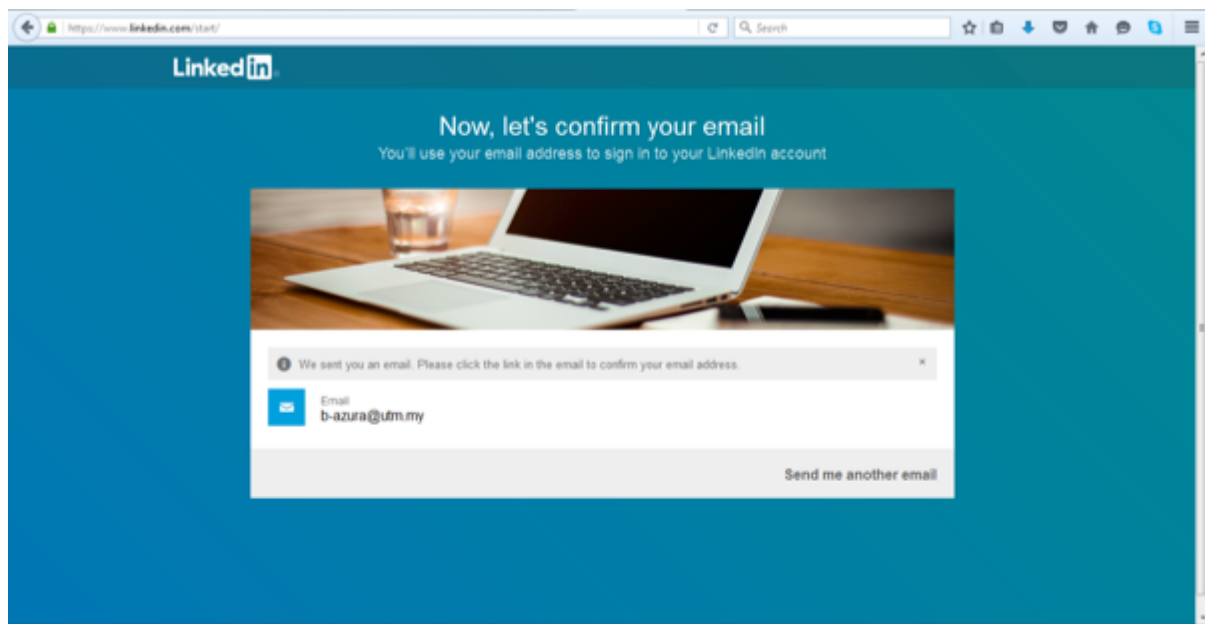 https://www.linkedin.com/start/
Search
Linked in
Now, let's confirm your email
You'll use your email address to sign in to your LinkedIn account
We sent you an email. Please click the link in the email to confirm your email address.
Email
b-azura@utm.my
Send me another email